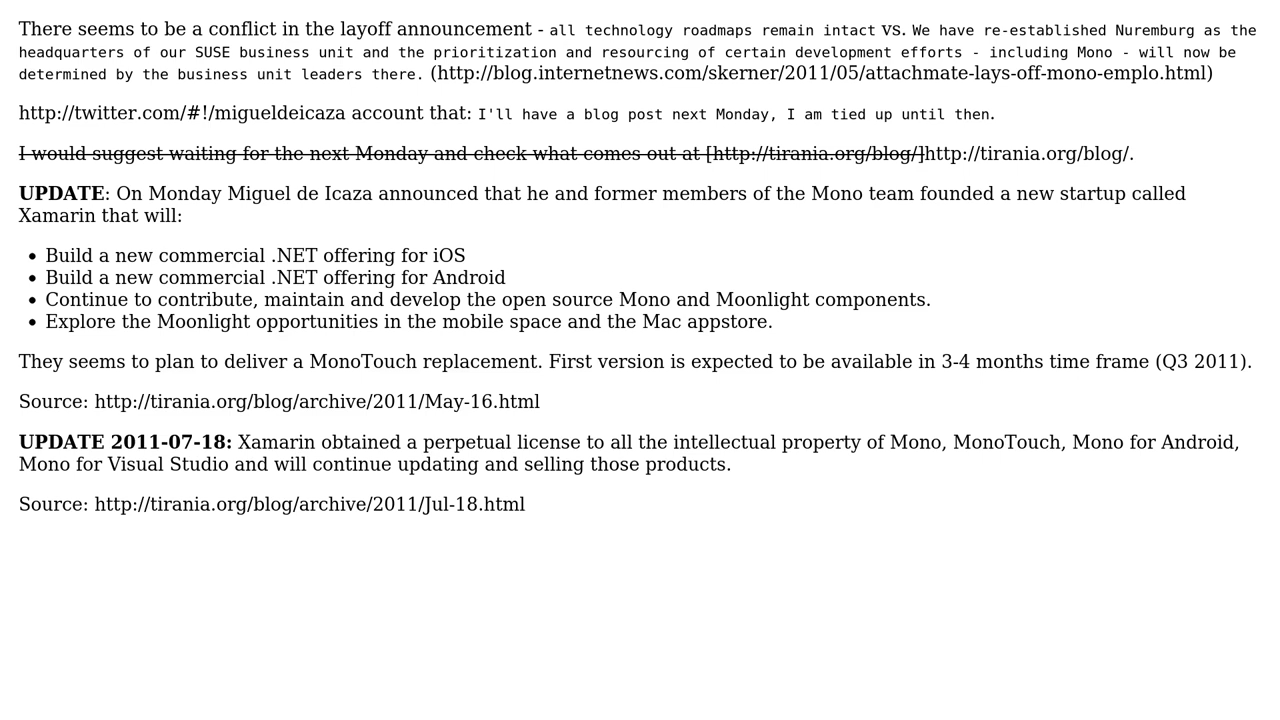 There seems to be a conflict in the layoff announcement - all technology roadmaps remain intact vs. We have re-established Nuremburg as the
headquarters of our SUSE business unit and the prioritization and resourcing of certain development efforts - including Mono - will now be
determined by the business unit leaders there. (http://blog.internetnews.com/skerner/2011/05/attachmate-lays-off-mono-emplo.html)
http://twitter.com/#!/migueldeicaza account that: I'll have a blog post next Monday, I am tied up until then.
I would suggest waiting for the next Monday and check what comes out at [http://tirania.org/blog/]http://tirania.org/blog/.
UPDATE: On Monday Miguel de Icaza announced that he and former members of the Mono team founded a new startup called
Xamarin that will:
• Build a new commercial .NET offering for iOS
• Build a new commercial .NET offering for Android
• Continue to contribute, maintain and develop the open source Mono and Moonlight components.
• Explore the Moonlight opportunities in the mobile space and the Mac appstore.
They seems to plan to deliver a MonoTouch replacement. First version is expected to be available in 3-4 months time frame (Q3 2011).
Source: http://tirania.org/blog/archive/2011/May-16.html
UPDATE 2011-07-18: Xamarin obtained a perpetual license to all the intellectual property of Mono, MonoTouch, Mono for Android,
Mono for Visual Studio and will continue updating and selling those products.
Source: http://tirania.org/blog/archive/2011/Jul-18.html